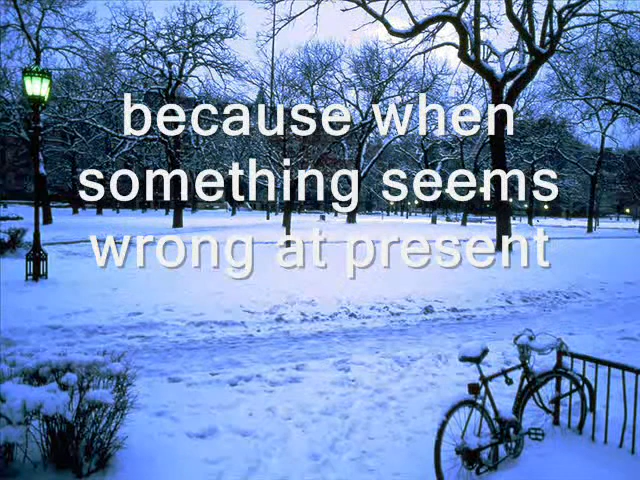 because when
something seems
wrong at present